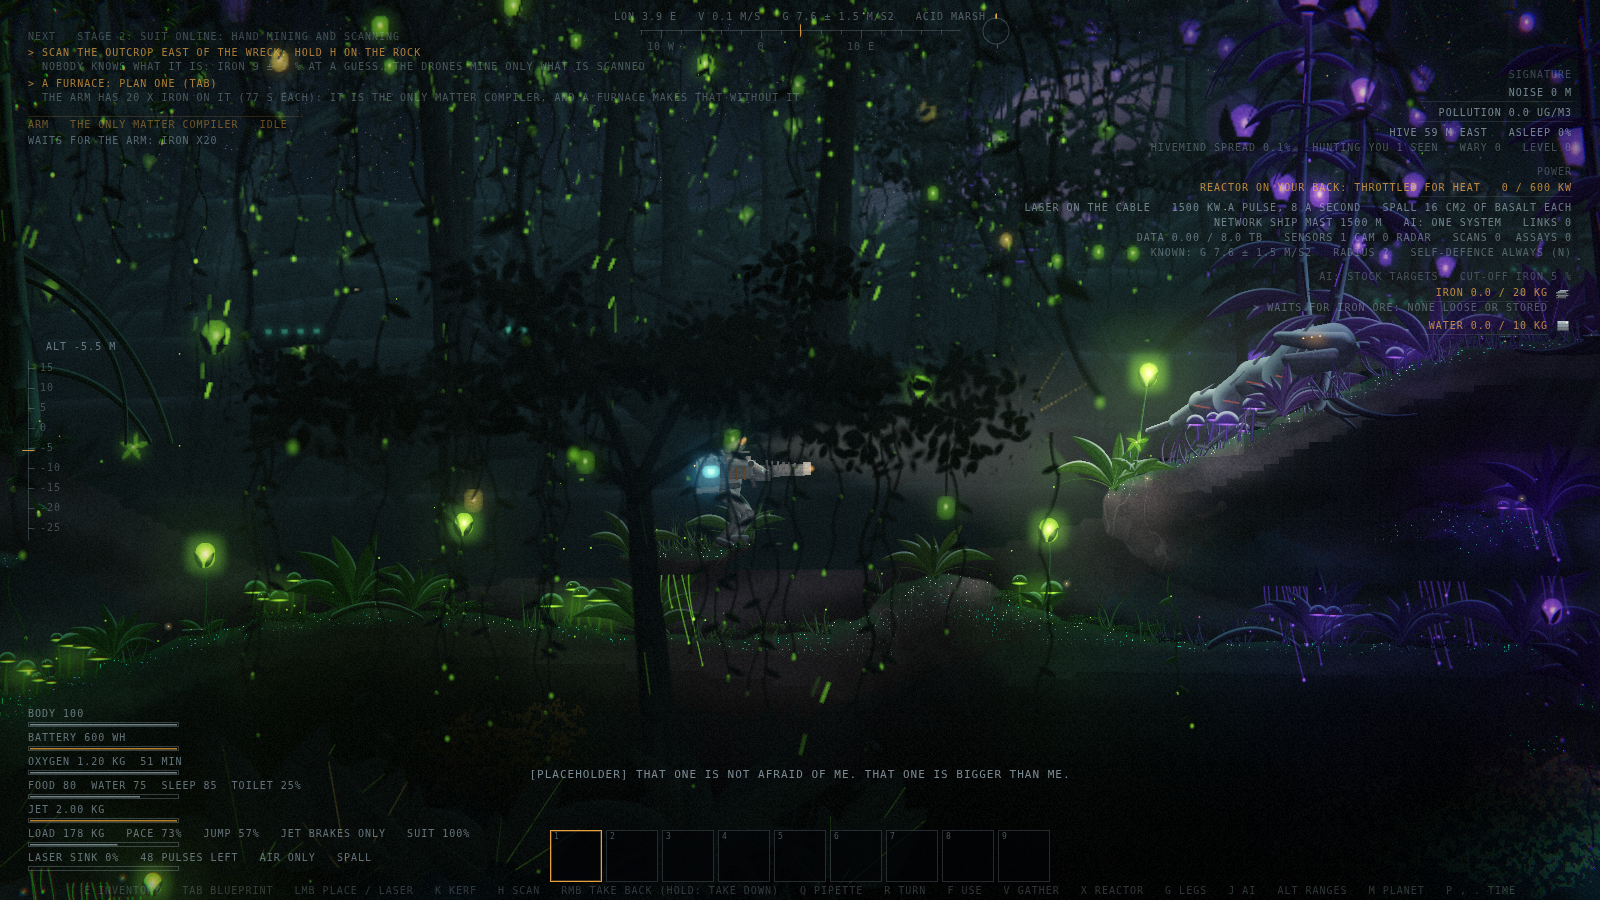 LON 3.9 E   V 0.1 M/S   G 7.6 ± 1.5 M/S2   ACID MARSH
10 W   0   10 E
NEXT   STAGE 2: SUIT ONLINE: HAND MINING AND SCANNING
> SCAN THE OUTCROP EAST OF THE WRECK: HOLD H ON THE ROCK
NOBODY KNOWS WHAT IT IS: IRON 9 ± % AT A GUESS. THE DRONES MINE ONLY WHAT IS SCANNED
> A FURNACE: PLAN ONE (TAB)
THE ARM HAS 20 X IRON ON IT (77 S EACH): IT IS THE ONLY MATTER COMPILER, AND A FURNACE MAKES THAT WITHOUT IT
ARM   THE ONLY MATTER COMPILER   IDLE
WAITS FOR THE ARM: IRON X20
SIGNATURE
NOISE 0 M
POLLUTION 0.0 UG/M3
HIVE 59 M EAST   ASLEEP 0%
HIVEMIND SPREAD 0.1%   HUNTING YOU 1 SEEN   WARY 0   LEVEL 0
POWER
REACTOR ON YOUR BACK: THROTTLED FOR HEAT   0 / 600 KW
LASER ON THE CABLE   1500 KW A PULSE, 8 A SECOND   SPALL 16 CM2 OF BASALT EACH
NETWORK SHIP MAST 1500 M   AI: ONE SYSTEM   LINKS 0
DATA 0.00 / 8.0 TB   SENSORS 1 CAM 0 RADAR   SCANS 0   ASSAYS 0
KNOWN: G 7.6 ± 1.5 M/S2   RADIUS   SELF-DEFENCE ALWAYS (N)
AI: STOCK TARGETS   CUT-OFF IRON 5 %
IRON 0.0 / 20 KG
WAITS FOR IRON ORE: NONE LOOSE OR STORED
WATER 0.0 / 10 KG
ALT -5.5 M
15
10
5
0
-5
-10
-15
-20
-25
BODY 100
BATTERY 600 WH
OXYGEN 1.20 KG  51 MIN
FOOD 80  WATER 75  SLEEP 85  TOILET 25%
JET 2.00 KG
LOAD 178 KG   PACE 73%   JUMP 57%   JET BRAKES ONLY   SUIT 100%
LASER SINK 0%   48 PULSES LEFT   AIR ONLY   SPALL
[PLACEHOLDER] THAT ONE IS NOT AFRAID OF ME. THAT ONE IS BIGGER THAN ME.
1 2 3 4 5 6 7 8 9
E INVENTORY   TAB BLUEPRINT   LMB PLACE / LASER   K KERF   H SCAN   RMB TAKE BACK (HOLD: TAKE DOWN)   Q PIPETTE   R TURN   F USE   V GATHER   X REACTOR   G LEGS   J AI   ALT RANGES   M PLANET   P , . TIME